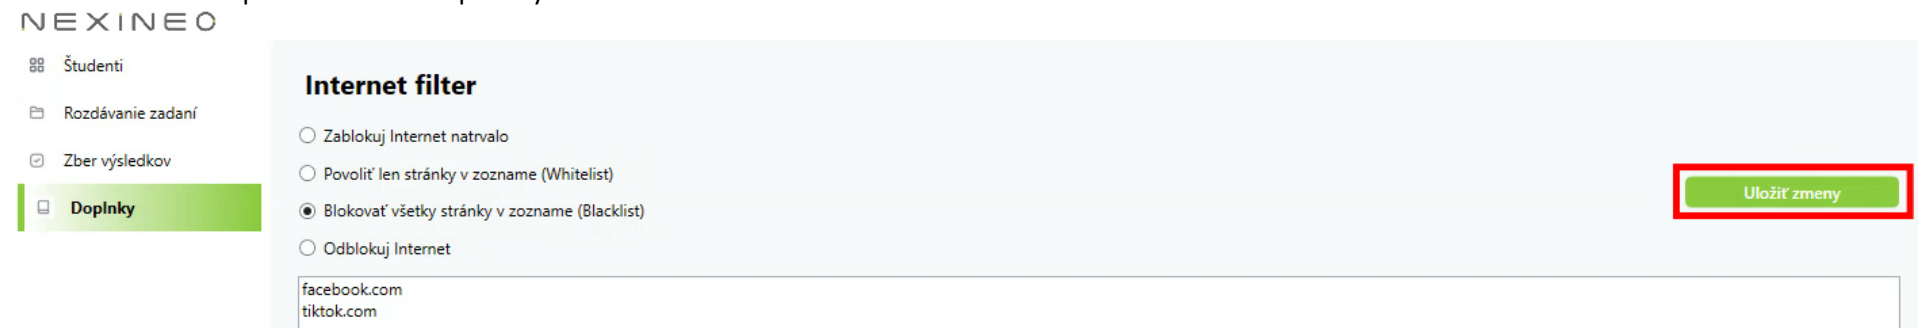 NEXINEO
Študenti
Rozdávanie zadaní
Zber výsledkov
Doplnky
Internet filter
Zablokuj Internet natrvalo
Povoliť len stránky v zozname (Whitelist)
Blokovať všetky stránky v zozname (Blacklist)
Odblokuj Internet
Uložiť zmeny
facebook.com
tiktok.com